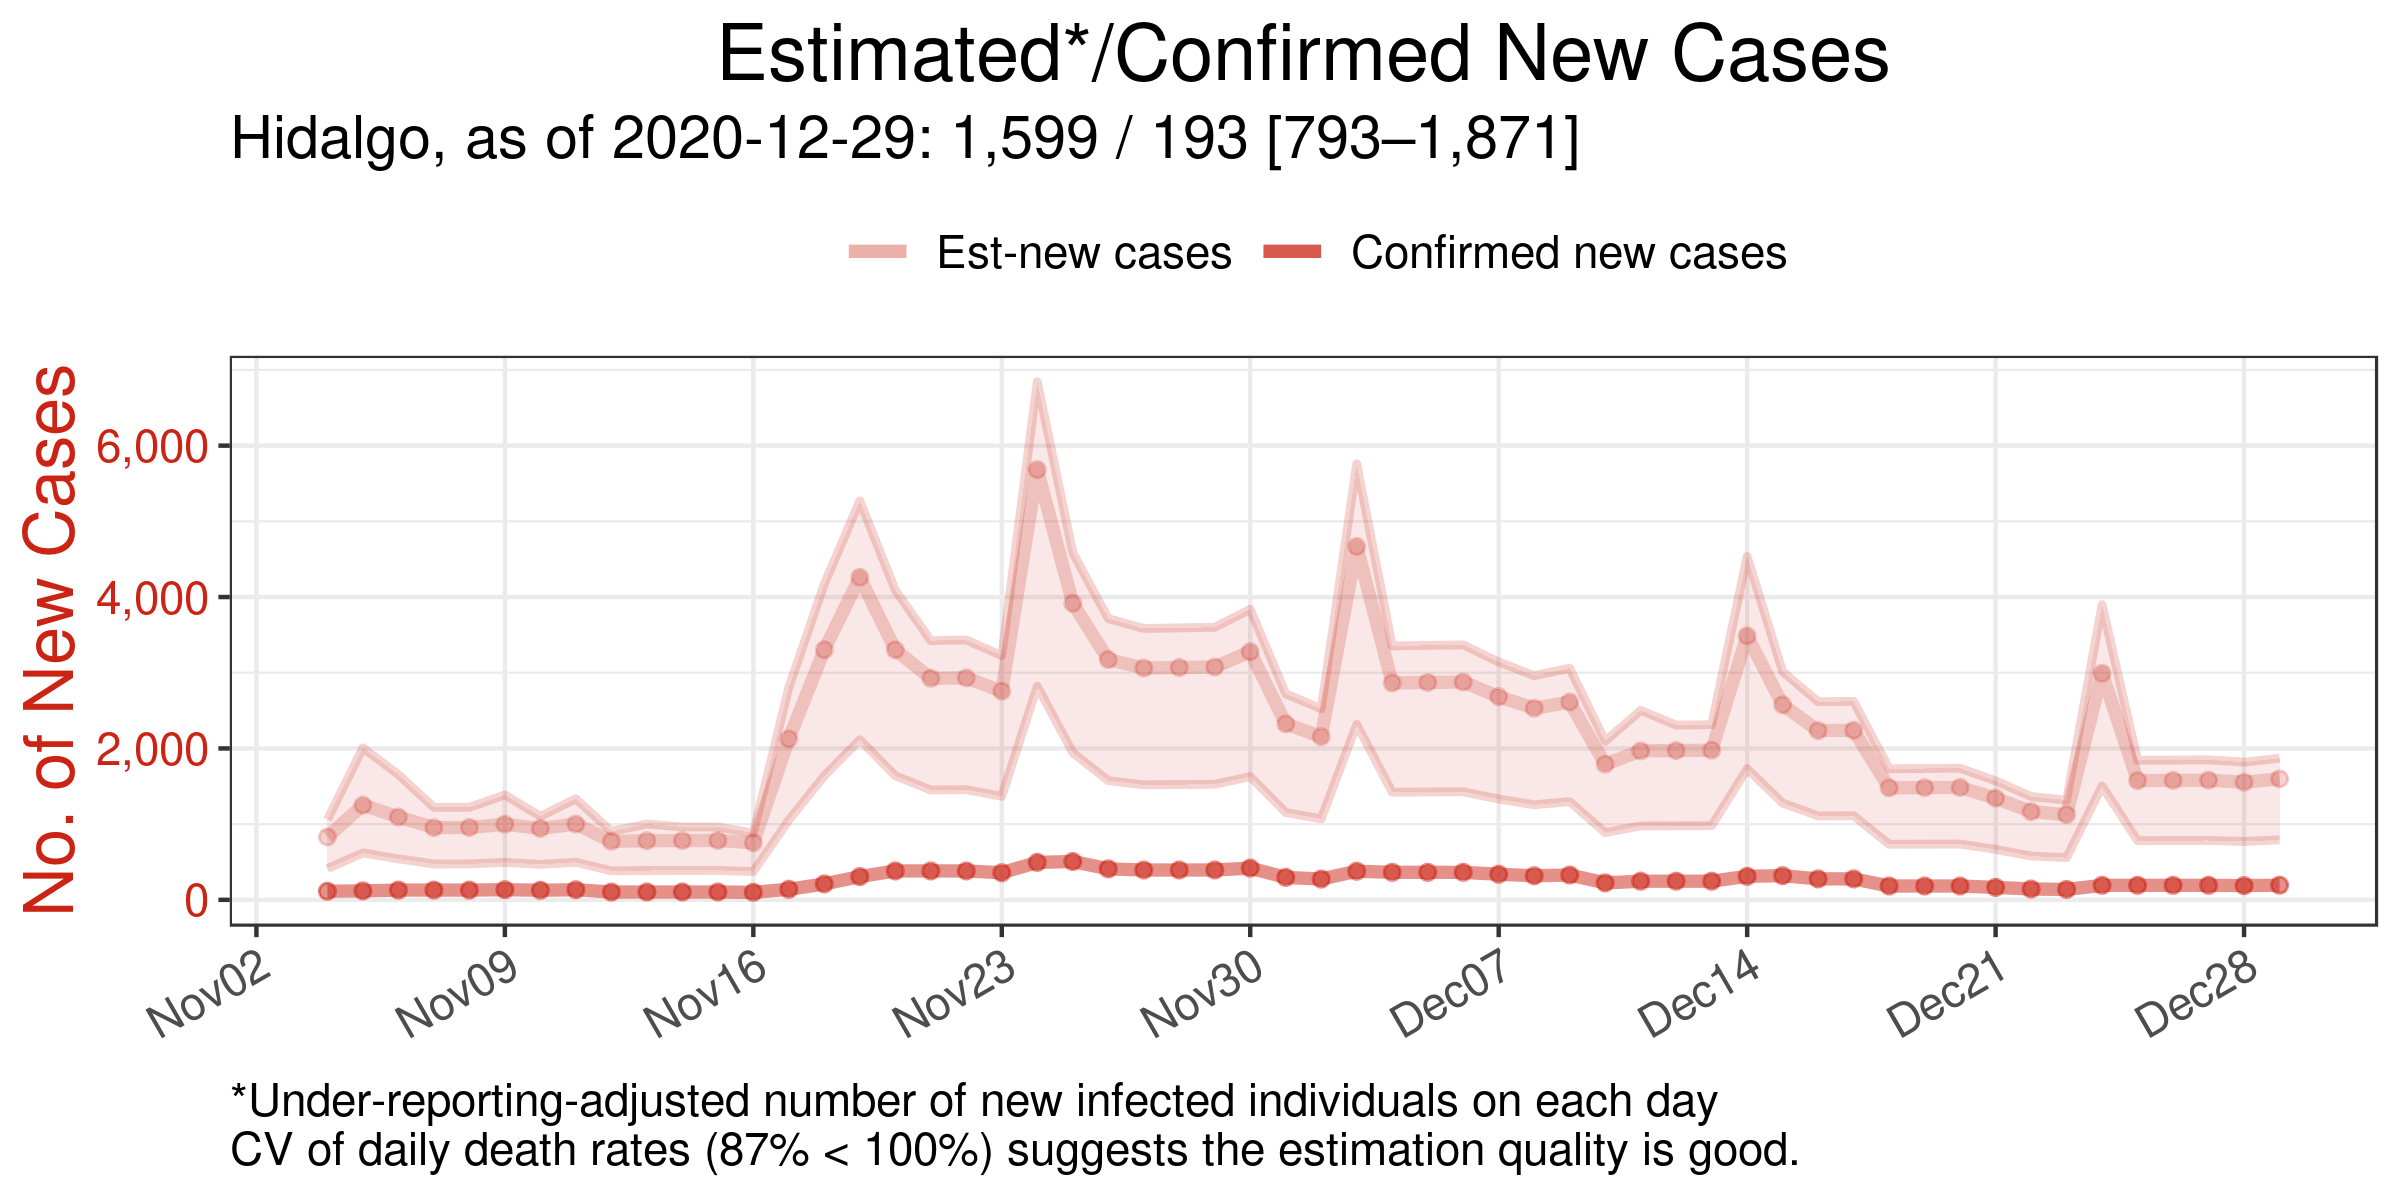 Estimated*/Confirmed New Cases
Hidalgo, as of 2020-12-29: 1,599 / 193 [793–1,871]
Est-new cases Confirmed new cases
No. of New Cases
6,000
4,000
2,000
0
Nov02 Nov09 Nov16 Nov23 Nov30 Dec07 Dec14 Dec21 Dec28
*Under-reporting-adjusted number of new infected individuals on each day
CV of daily death rates (87% < 100%) suggests the estimation quality is good.